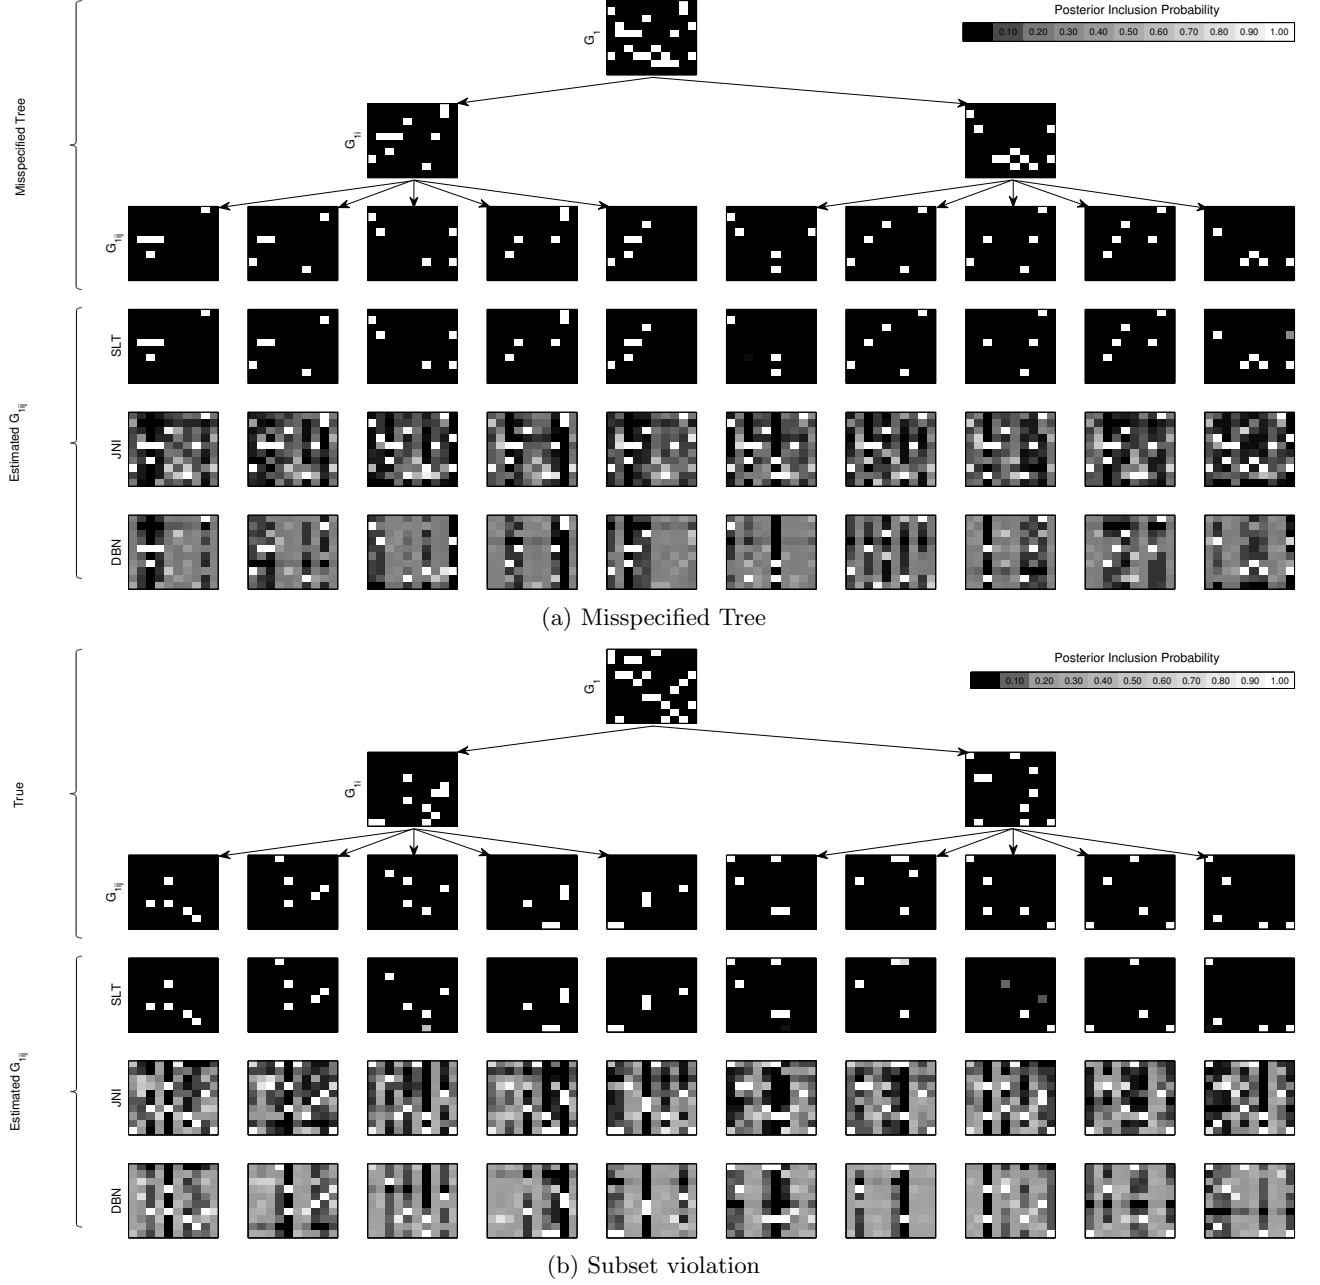 Posterior Inclusion Probability
0.10 0.20 0.30 0.40 0.50 0.60 0.70 0.80 0.90 1.00
G1
Misspecified Tree
G1i
G1ij
SLT
Estimated G1ij
JNI
DBN
(a) Misspecified Tree
Posterior Inclusion Probability
0.10 0.20 0.30 0.40 0.50 0.60 0.70 0.80 0.90 1.00
G1
True
G1i
G1ij
SLT
Estimated G1ij
JNI
DBN
(b) Subset violation